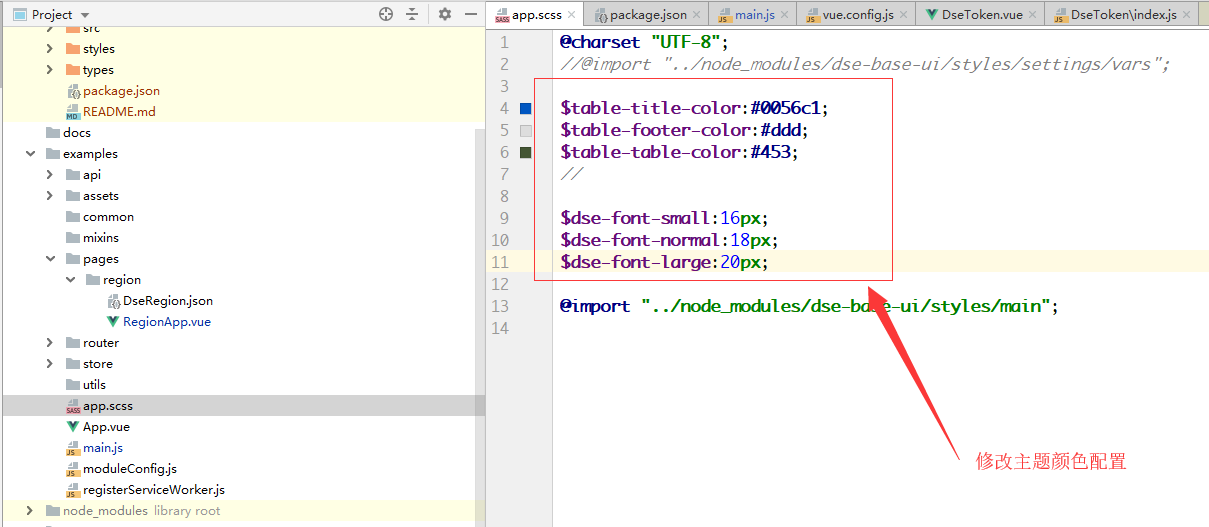 Project
src
styles
types
package.json
README.md
docs
examples
api
assets
common
mixins
pages
region
DseRegion.json
RegionApp.vue
router
store
utils
app.scss
App.vue
main.js
moduleConfig.js
registerServiceWorker.js
node_modules library root
app.scss package.json main.js vue.config.js DseToken.vue DseToken\index.js
1 @charset "UTF-8";
2 //@import "../node_modules/dse-base-ui/styles/settings/vars";
3
4 $table-title-color:#0056c1;
5 $table-footer-color:#ddd;
6 $table-table-color:#453;
7 //
8
9 $dse-font-small:16px;
10 $dse-font-normal:18px;
11 $dse-font-large:20px;
12
13 @import "../node_modules/dse-base-ui/styles/main";
14
修改主题颜色配置